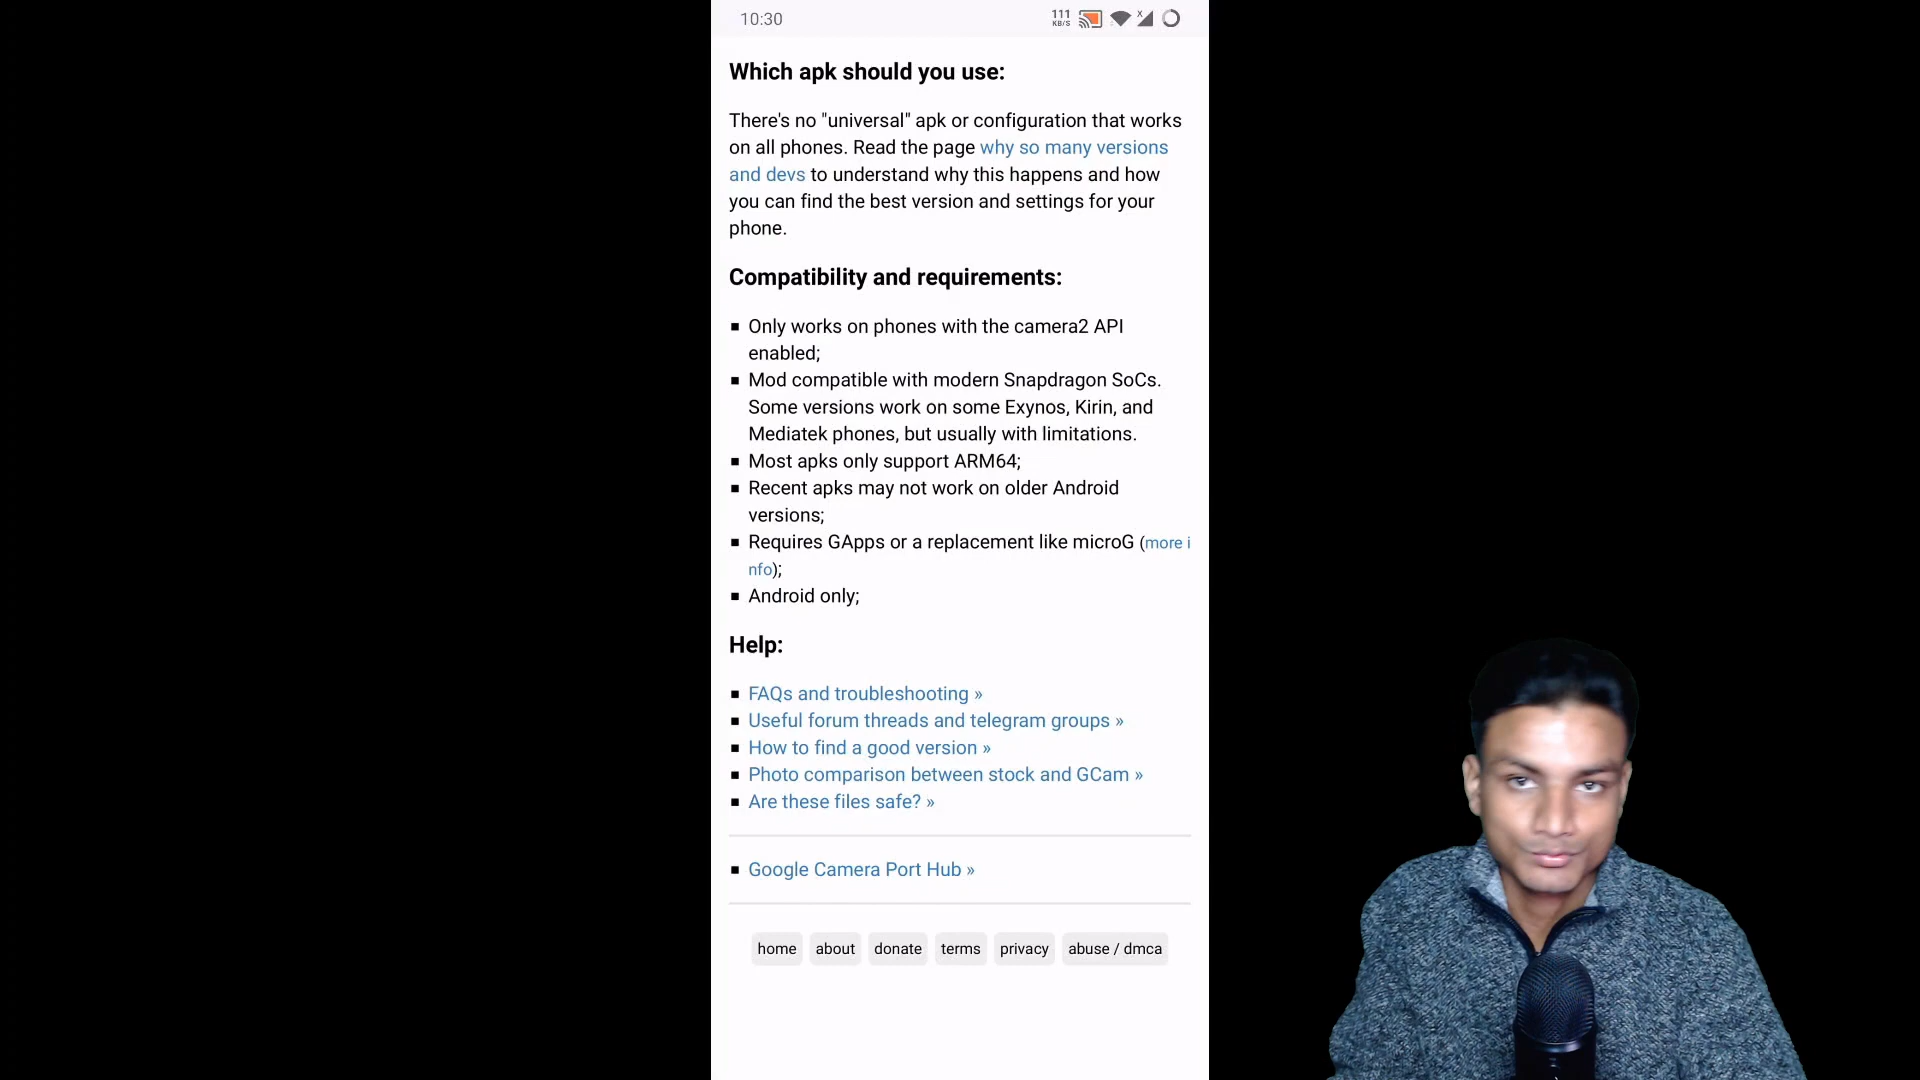 10:30
111
KB/S
X
Which apk should you use:
There's no "universal" apk or configuration that works
on all phones. Read the page why so many versions
and devs to understand why this happens and how
you can find the best version and settings for your
phone.
Compatibility and requirements:
Only works on phones with the camera2 API
enabled;
Mod compatible with modern Snapdragon SoCs.
Some versions work on some Exynos, Kirin, and
Mediatek phones, but usually with limitations.
Most apks only support ARM64;
Recent apks may not work on older Android
versions;
Requires GApps or a replacement like microG (more i
nfo);
Android only;
Help:
FAQs and troubleshooting »
Useful forum threads and telegram groups »
How to find a good version »
Photo comparison between stock and GCam »
Are these files safe? »
Google Camera Port Hub »
home about donate terms privacy abuse / dmca